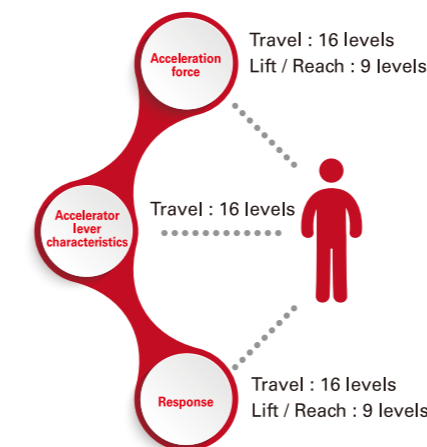 Acceleration
force
Travel : 16 levels
Lift / Reach : 9 levels
Accelerator
lever
characteristics
Travel : 16 levels
Response
Travel : 16 levels
Lift / Reach : 9 levels